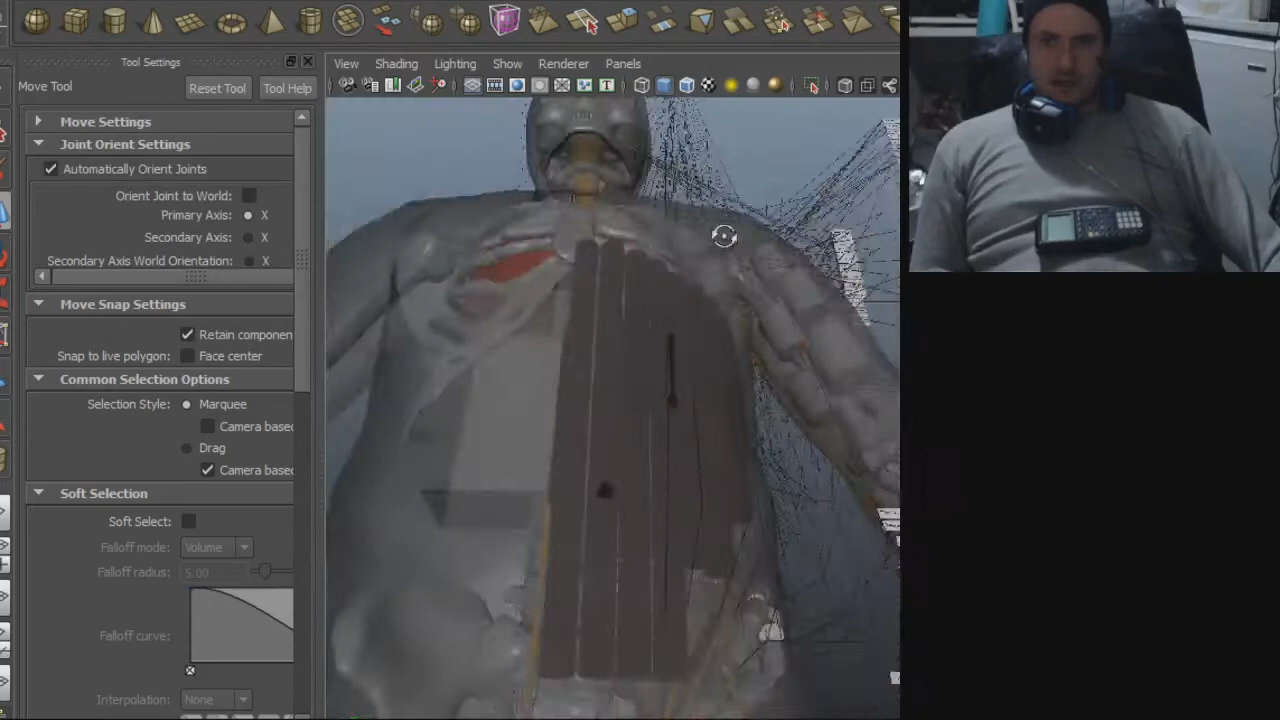 Tool Settings
Move Tool
Reset Tool
Tool Help
Move Settings
Joint Orient Settings
Automatically Orient Joints
Orient Joint to World:
Primary Axis: X
Secondary Axis: X
Secondary Axis World Orientation: X
Move Snap Settings
Retain componen
Snap to live polygon: Face center
Common Selection Options
Selection Style: Marquee
Camera based
Drag
Camera based
Soft Selection
Soft Select:
Falloff mode: Volume
Falloff radius: 5.00
Falloff curve:
Interpolation: None
View Shading Lighting Show Renderer Panels
T